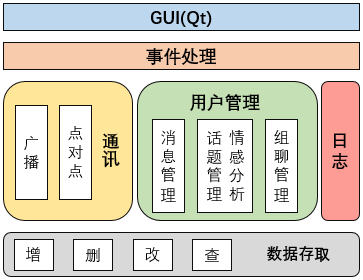 GUI(Qt)
事件处理
广播
点对点
通讯
用户管理
消息管理
话题管理
情感分析
组聊管理
日志
增
删
改
查
数据存取